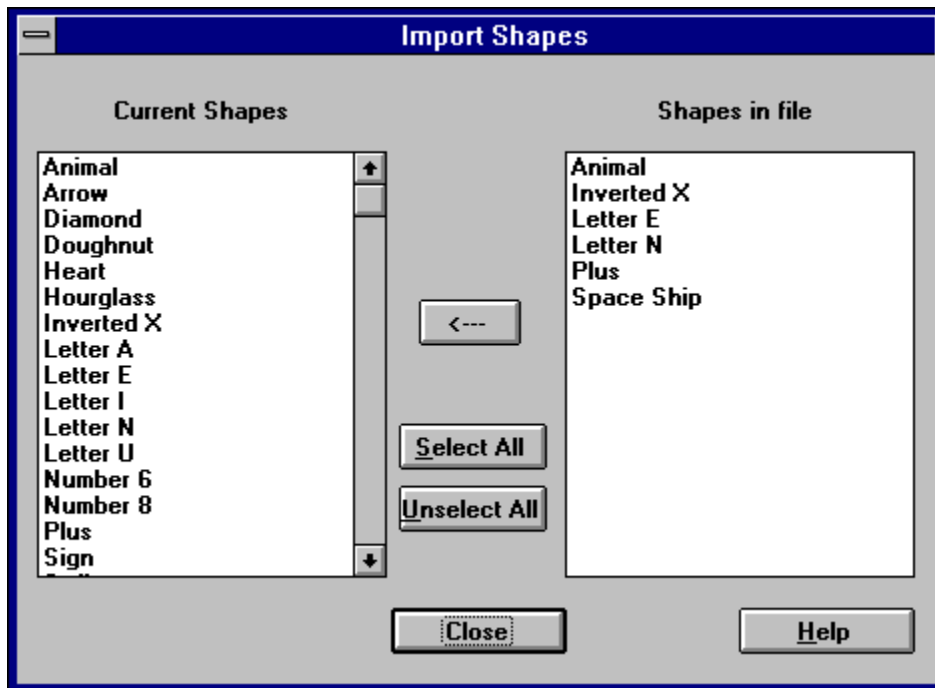 Import Shapes
Current Shapes
Animal
Arrow
Diamond
Doughnut
Heart
Hourglass
Inverted X
Letter A
Letter E
Letter I
Letter N
Letter U
Number 6
Number 8
Plus
Sign
<---
Select All
Unselect All
Shapes in file
Animal
Inverted X
Letter E
Letter N
Plus
Space Ship
Close
Help